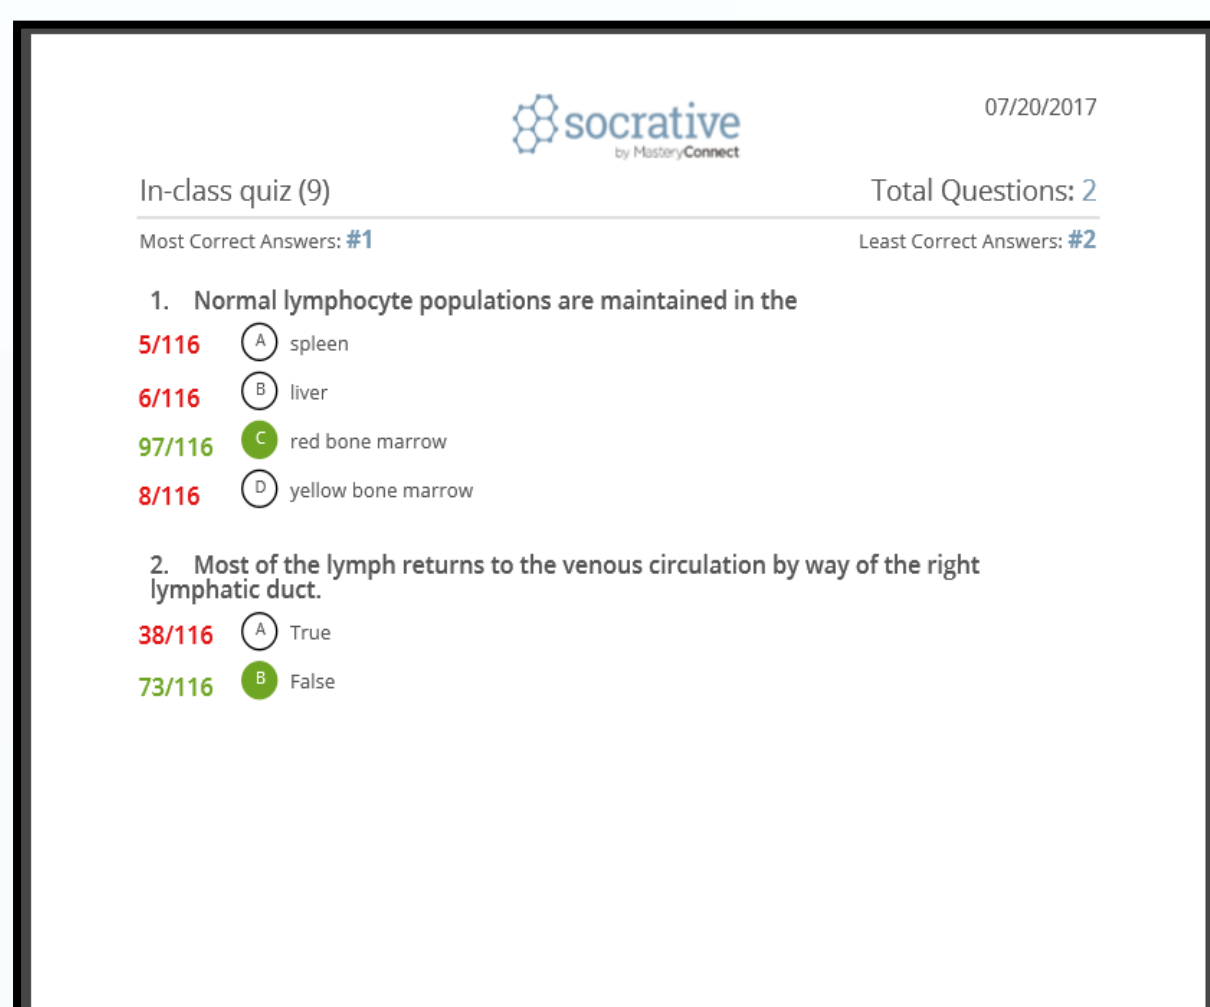 socrative
by MasteryConnect
07/20/2017
In-class quiz (9)
Total Questions: 2
Most Correct Answers: #1
Least Correct Answers: #2
1. Normal lymphocyte populations are maintained in the
5/116 A spleen
6/116 B liver
97/116 C red bone marrow
8/116 D yellow bone marrow
2. Most of the lymph returns to the venous circulation by way of the right
lymphatic duct.
38/116 A True
73/116 B False